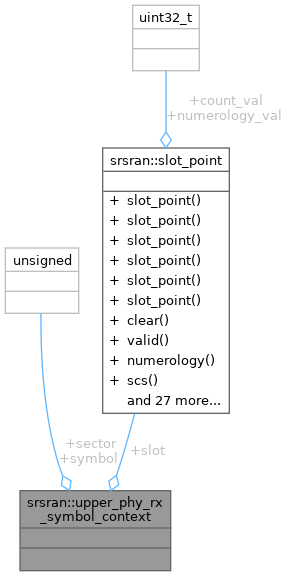 uint32_t
+count_val
+numerology_val
srsran::slot_point
+ slot_point()
+ slot_point()
+ slot_point()
+ slot_point()
+ slot_point()
+ slot_point()
+ clear()
+ valid()
+ numerology()
+ scs()
and 27 more...
unsigned
+sector
+symbol
+slot
srsran::upper_phy_rx
_symbol_context